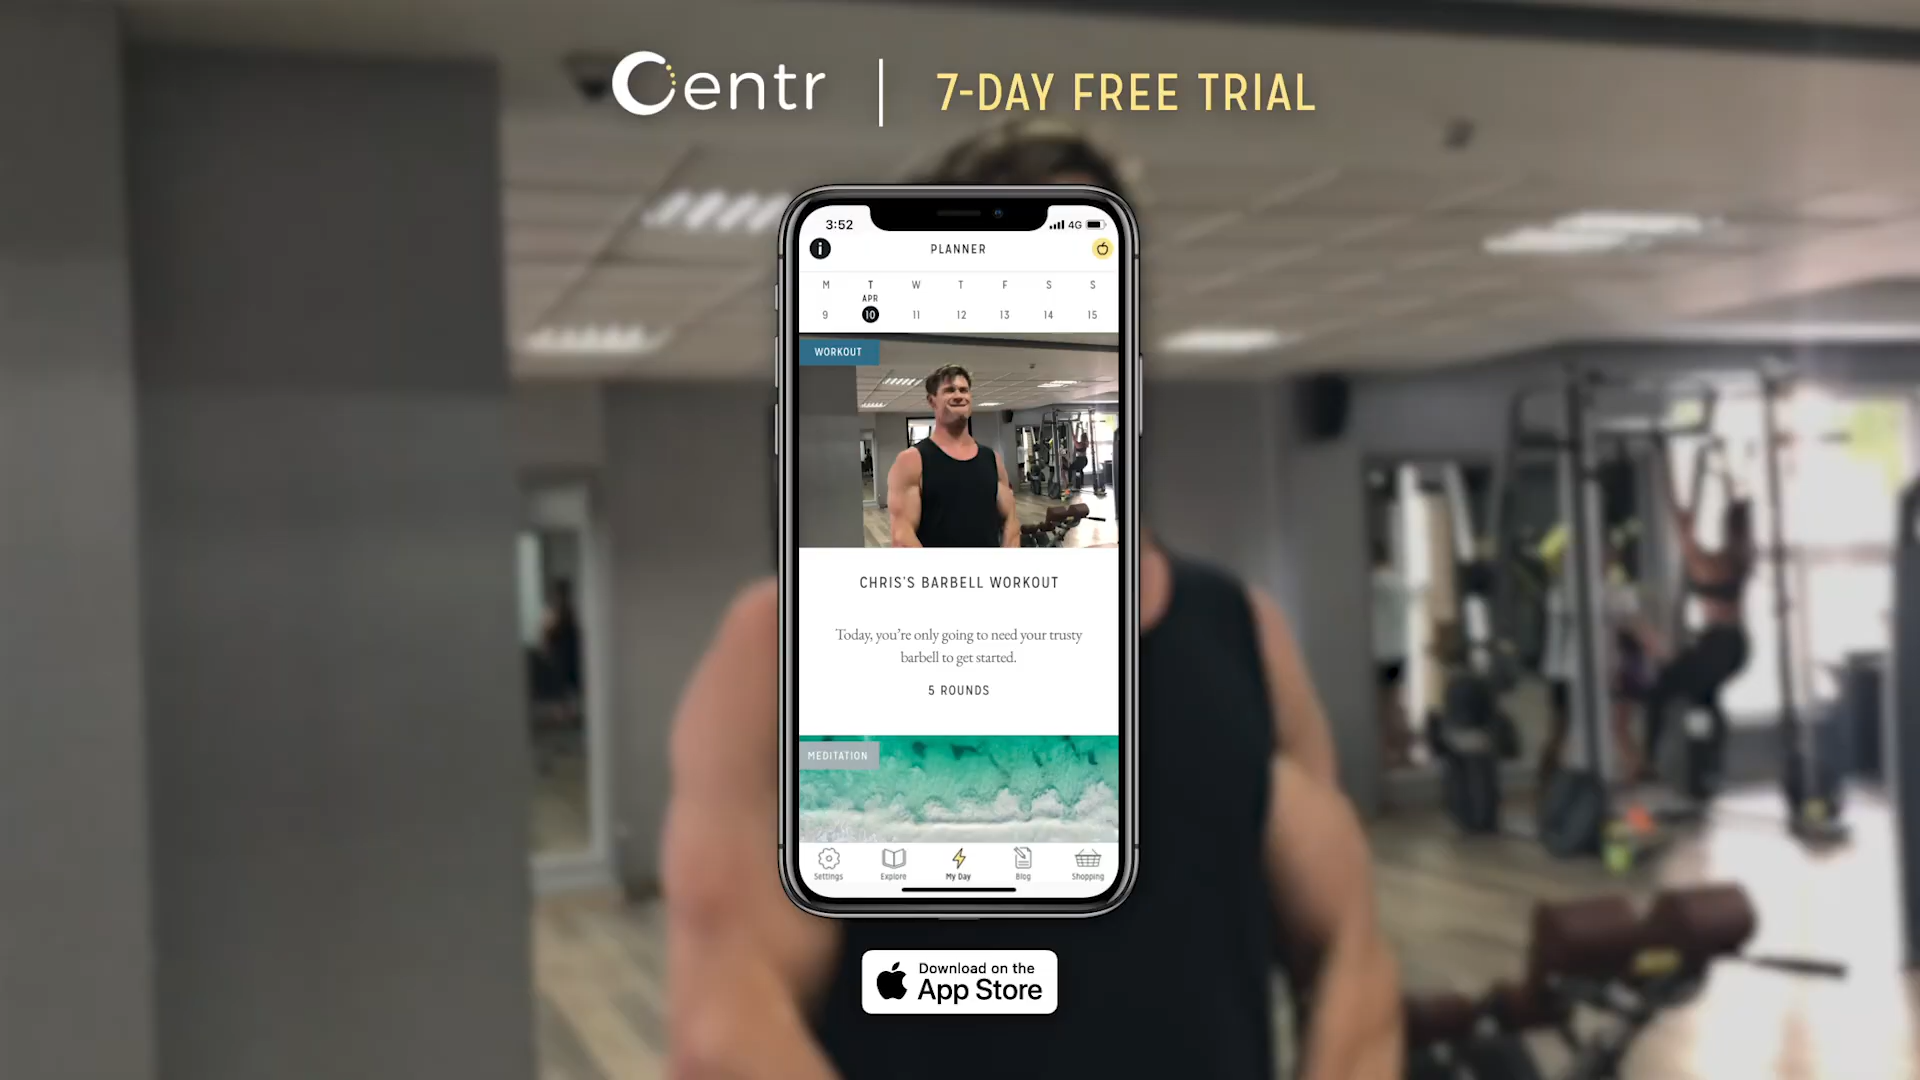 Centr | 7-DAY FREE TRIAL
3:52 4G
i PLANNER
M T W T F S S
APR
9 10 11 12 13 14 15
WORKOUT
CHRIS'S BARBELL WORKOUT
Today, you're only going to need your trusty
barbell to get started.
5 ROUNDS
MEDITATION
Settings Explore My Day Blog Shopping
Download on the
App Store